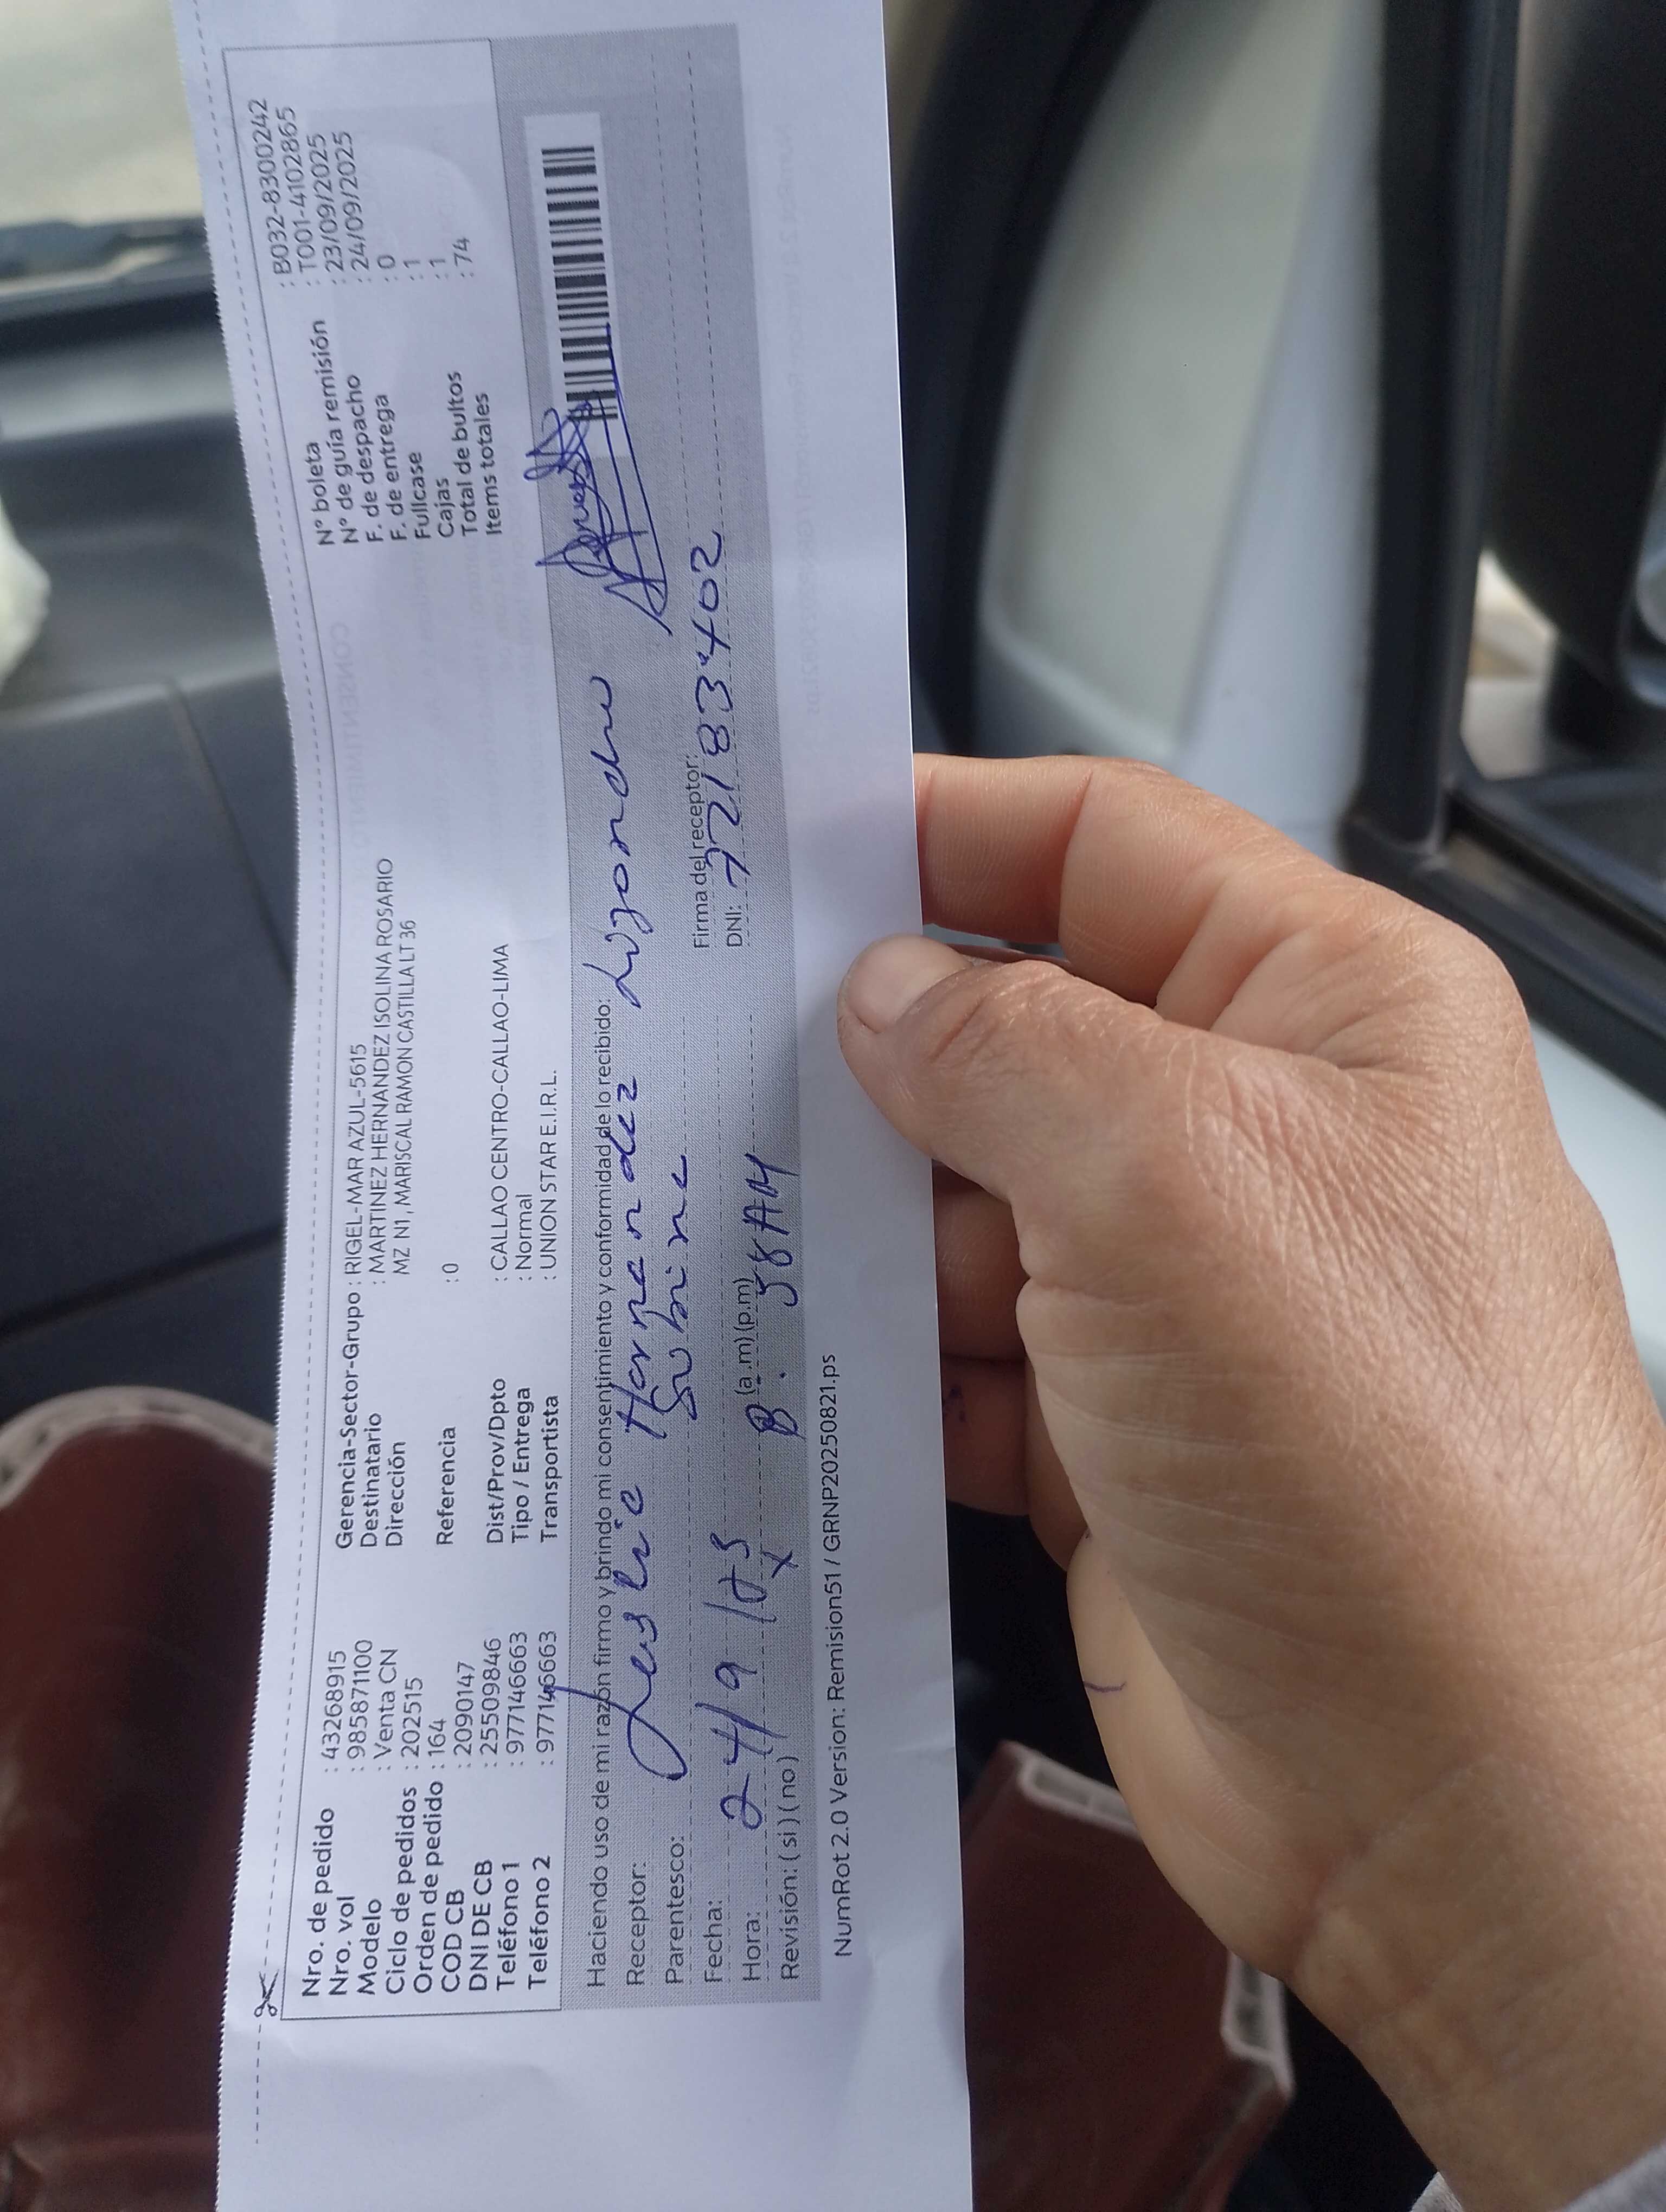 Nro. de pedido : 43268915
Nro. vol : 985871100
Modelo : Venta CN
Ciclo de pedidos : 202515
Orden de pedido : 164
COD CB : 2090147
DNI DE CB : 25509846
Teléfono 1 : 977146663
Teléfono 2 : 977146663
Gerencia-Sector-Grupo : RIGEL-MAR AZUL-5615
Destinatario : MARTINEZ HERNANDEZ ISOLINA ROSARIO
Dirección MZ N1 , MARISCAL RAMON CASTILLA LT 36
Referencia : 0
Dist/Prov/Dpto : CALLAO CENTRO-CALLAO-LIMA
Tipo / Entrega : Normal
Transportista : UNION STAR E.I.R.L.
N° boleta : B032-8300242
N° de guía remisión : T001-4102865
F. de despacho : 23/09/2025
F. de entrega : 24/09/2025
Fullcase : 0
Cajas : 1
Total de bultos : 1
Items totales : 74
Haciendo uso de mi razón firmo y brindo mi consentimiento y conformidad de lo recibido:
Receptor: Leslie Hernandez
Parentesco:
Firma del receptor:
Fecha: 24/9/25
DNI: 72183402
Hora: (a.m) (p.m) 8:58 AM
Revisión: ( si ) ( no ) x
NumRot 2.0 Version: Remision51 / GRNP20250821.ps